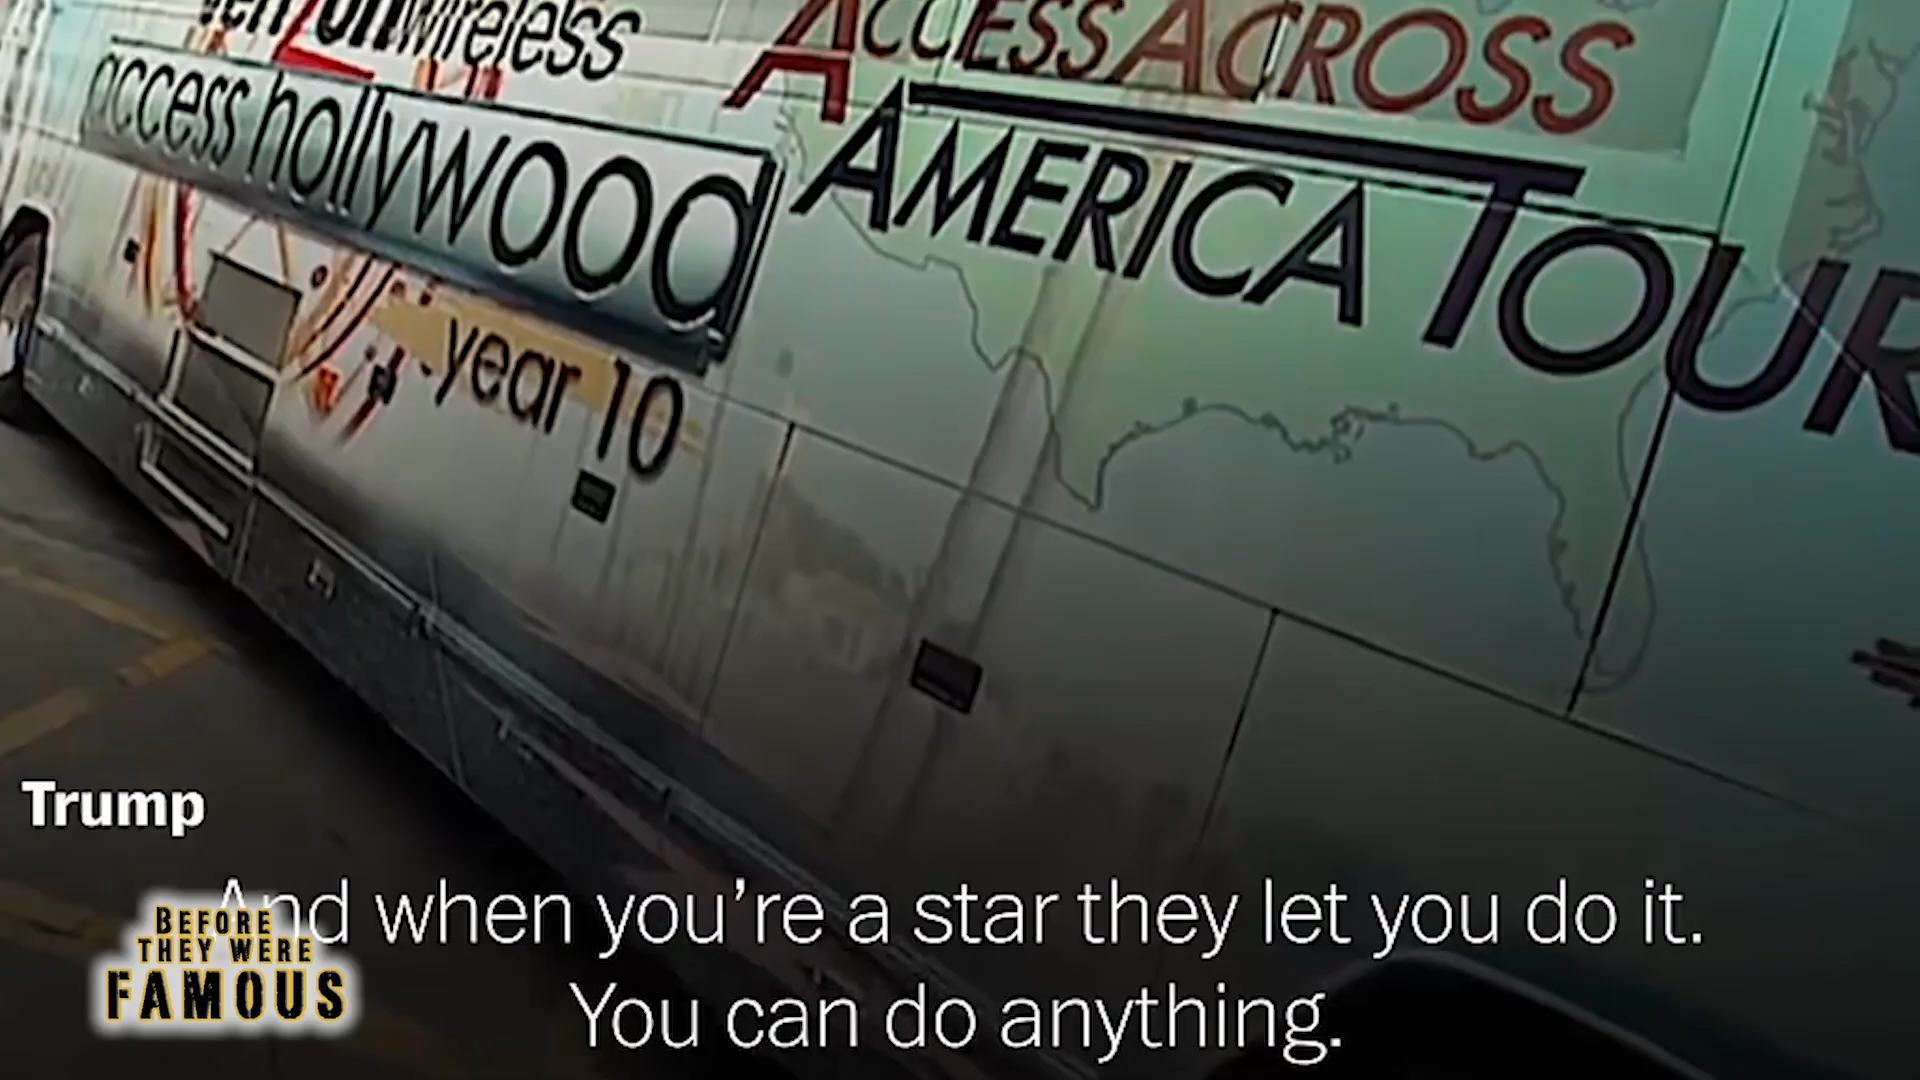 verizonwireless
access hollywood
year 10
ACCESS ACROSS
AMERICA TOUR
Trump
And when you're a star they let you do it.
You can do anything.
BEFORE
THEY WERE
FAMOUS